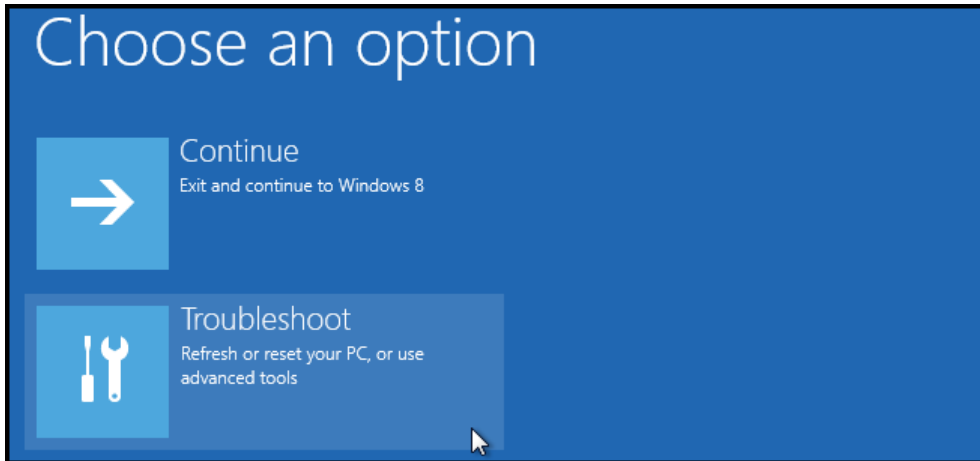 Choose an option
Continue
Exit and continue to Windows 8
Troubleshoot
Refresh or reset your PC, or use
advanced tools